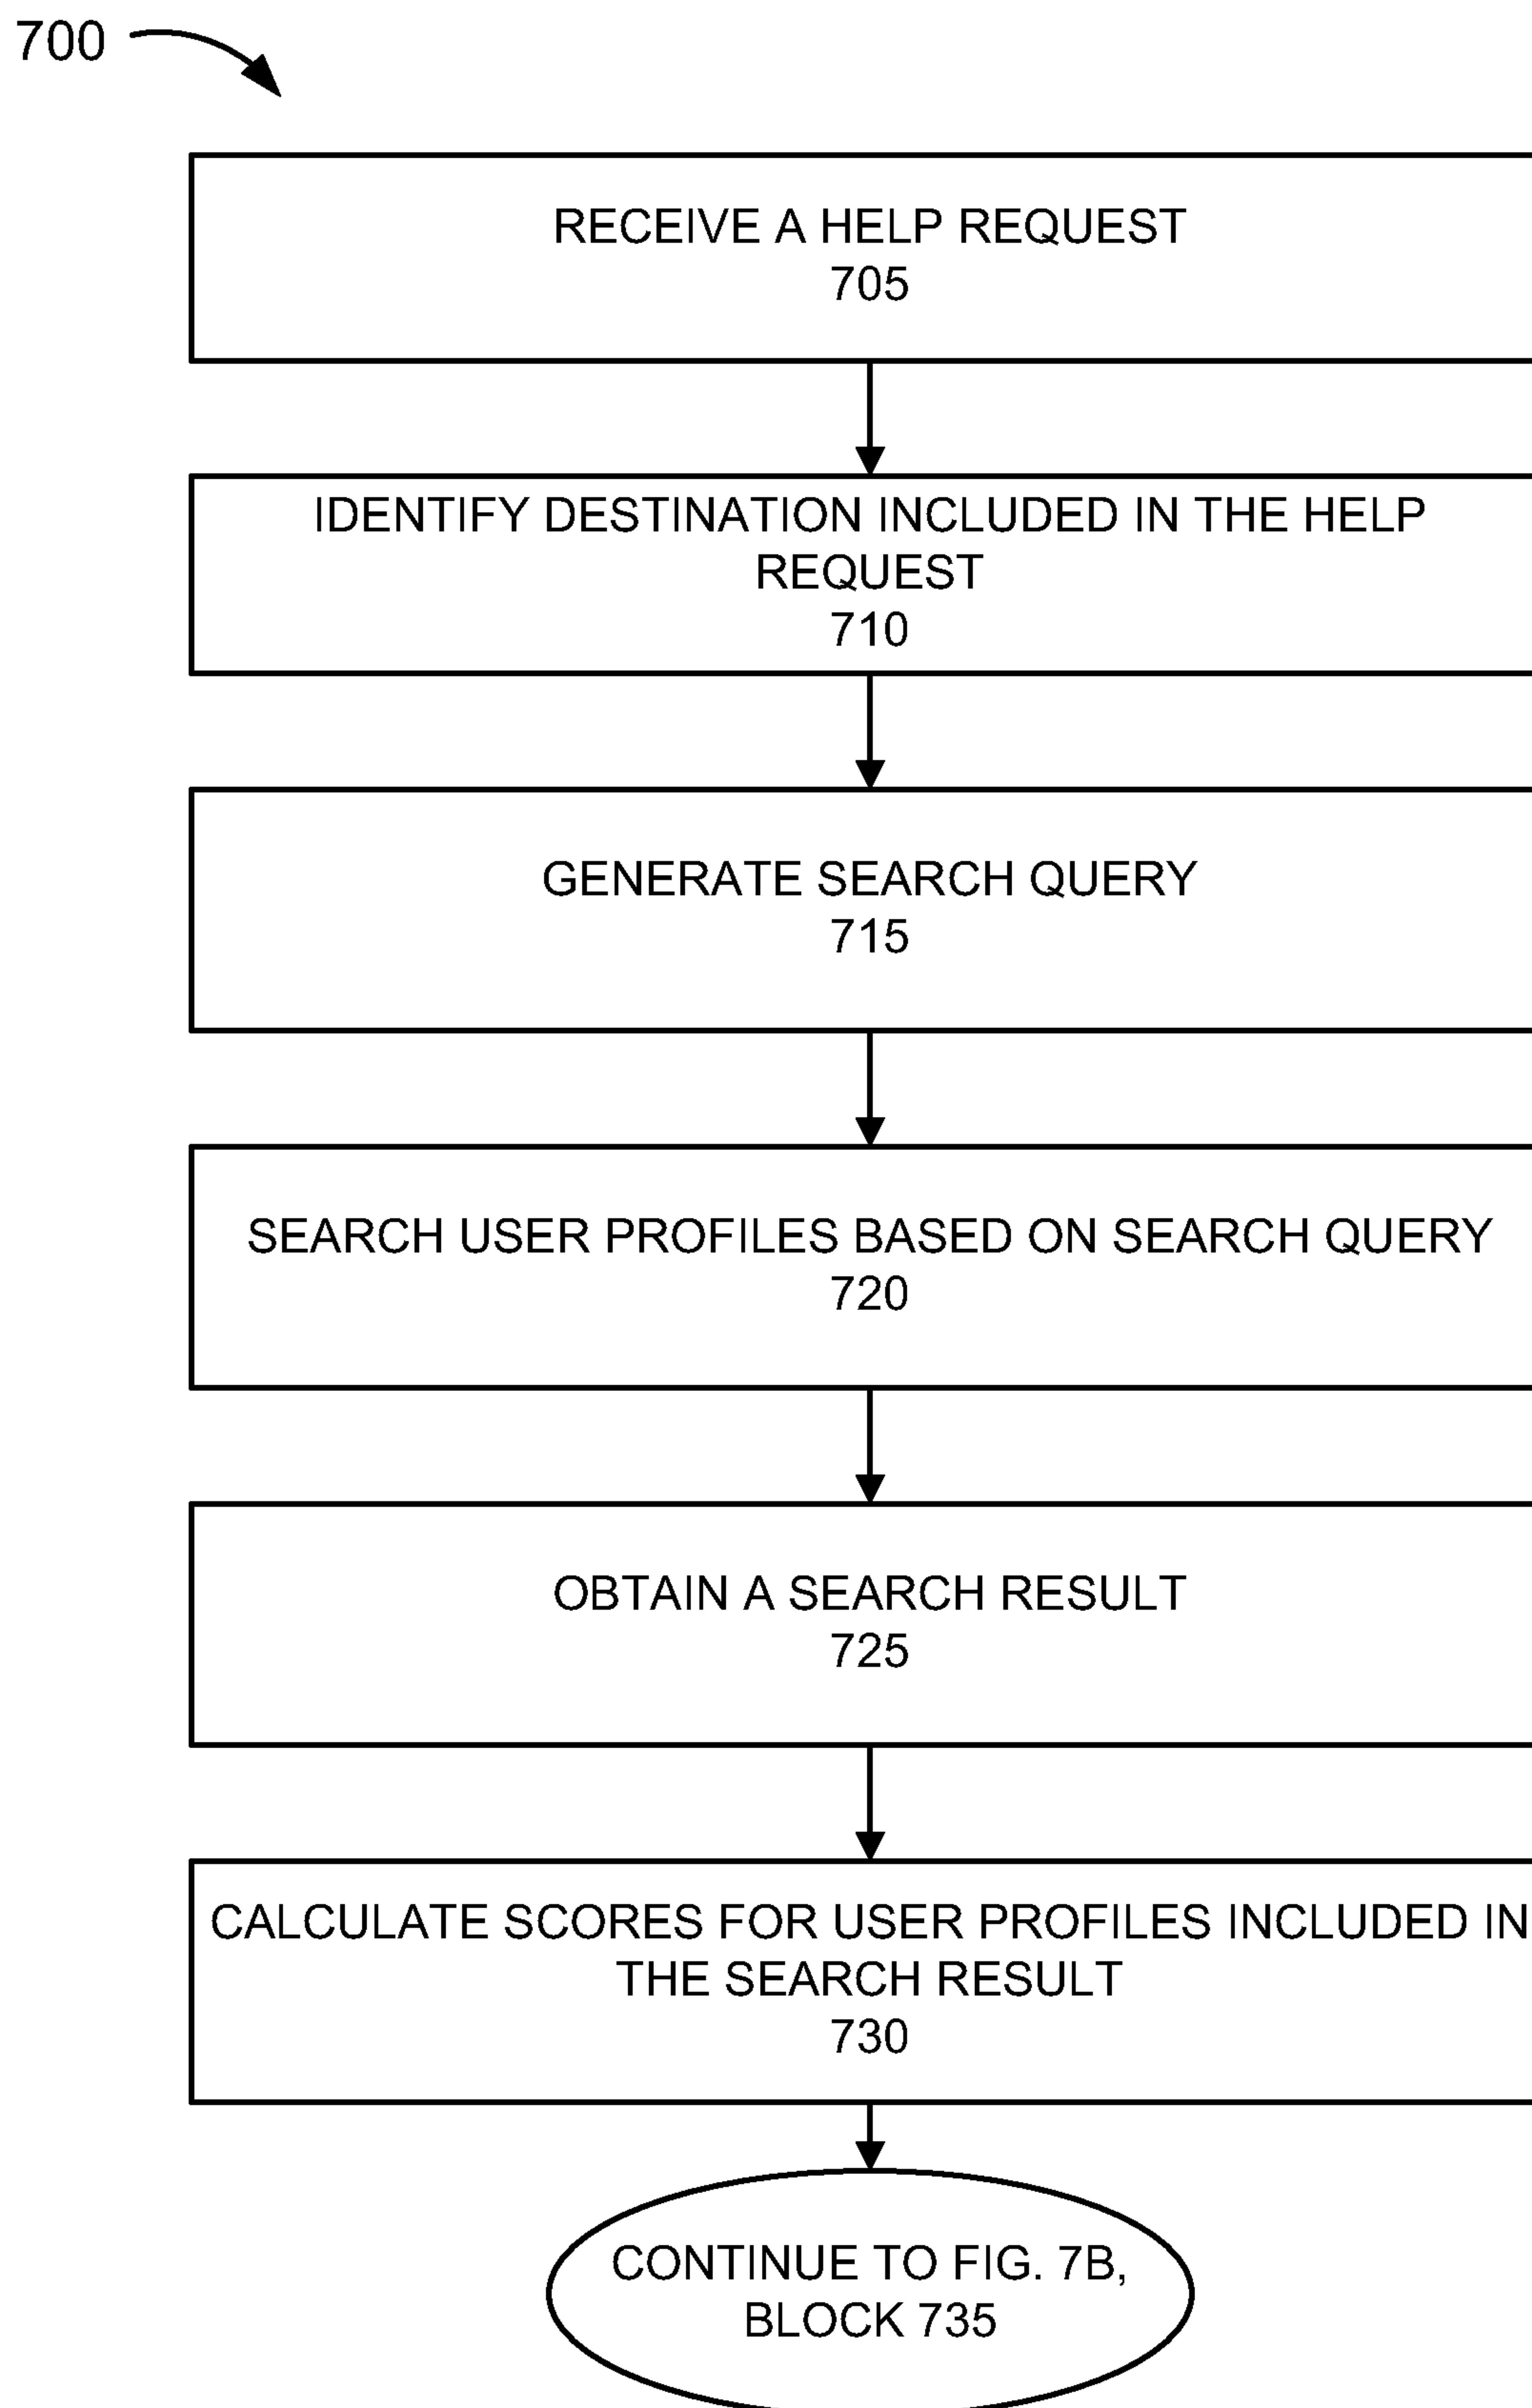 700
RECEIVE A HELP REQUEST
705
IDENTIFY DESTINATION INCLUDED IN THE HELP
REQUEST
710
GENERATE SEARCH QUERY
715
SEARCH USER PROFILES BASED ON SEARCH QUERY
720
OBTAIN A SEARCH RESULT
725
CALCULATE SCORES FOR USER PROFILES INCLUDED IN
THE SEARCH RESULT
730
CONTINUE TO FIG. 7B,
BLOCK 735